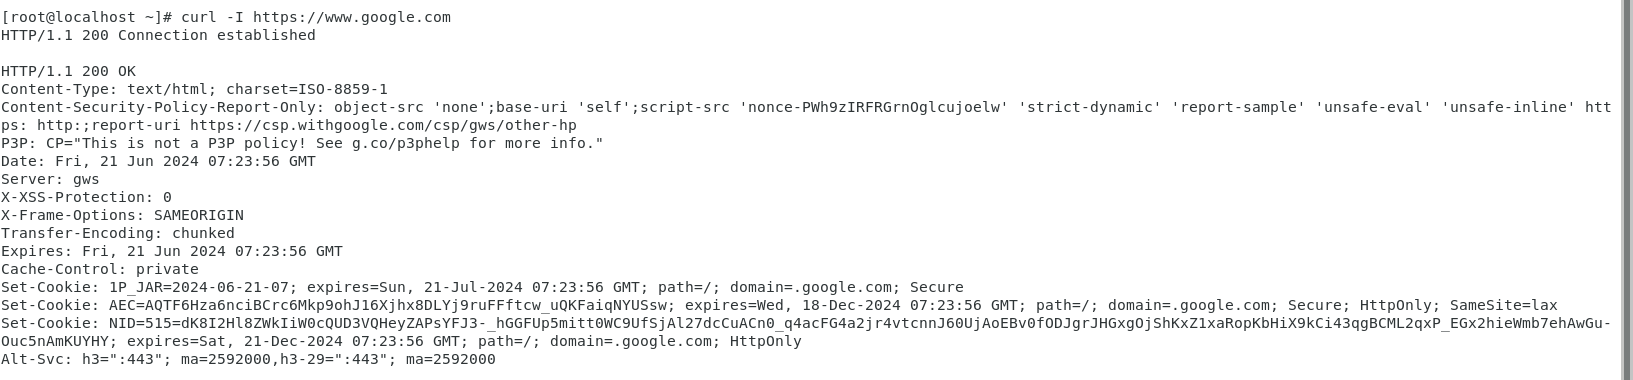 [root@localhost ~]# curl -I https://www.google.com
HTTP/1.1 200 Connection established

HTTP/1.1 200 OK
Content-Type: text/html; charset=ISO-8859-1
Content-Security-Policy-Report-Only: object-src 'none';base-uri 'self';script-src 'nonce-PWh9zIRFRGrnOglcujoelw' 'strict-dynamic' 'report-sample' 'unsafe-eval' 'unsafe-inline' htt
ps: http:;report-uri https://csp.withgoogle.com/csp/gws/other-hp
P3P: CP="This is not a P3P policy! See g.co/p3phelp for more info."
Date: Fri, 21 Jun 2024 07:23:56 GMT
Server: gws
X-XSS-Protection: 0
X-Frame-Options: SAMEORIGIN
Transfer-Encoding: chunked
Expires: Fri, 21 Jun 2024 07:23:56 GMT
Cache-Control: private
Set-Cookie: 1P_JAR=2024-06-21-07; expires=Sun, 21-Jul-2024 07:23:56 GMT; path=/; domain=.google.com; Secure
Set-Cookie: AEC=AQTF6Hza6nciBCrc6Mkp9ohJ16Xjhx8DLYj9ruFFftcw_uQKFaiqNYUSsw; expires=Wed, 18-Dec-2024 07:23:56 GMT; path=/; domain=.google.com; Secure; HttpOnly; SameSite=lax
Set-Cookie: NID=515=dK8I2Hl8ZWkIiW0cQUD3VQHeyZAPsYFJ3-_hGGFUp5mitt0WC9UfSjAl27dcCuACn0_q4acFG4a2jr4vtcnnJ60UjAoEBv0fODJgrJHGxgOjShKxZ1xaRopKbHiX9kCi43qgBCML2qxP_EGx2hieWmb7ehAwGu-
Ouc5nAmKUYHY; expires=Sat, 21-Dec-2024 07:23:56 GMT; path=/; domain=.google.com; HttpOnly
Alt-Svc: h3=":443"; ma=2592000,h3-29=":443"; ma=2592000